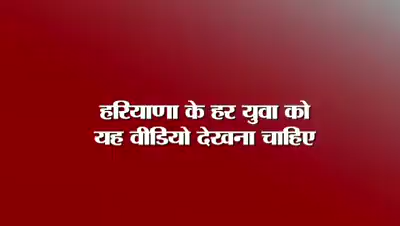 हरियाणा के हर युवा को
यह वीडियो देखना चाहिए